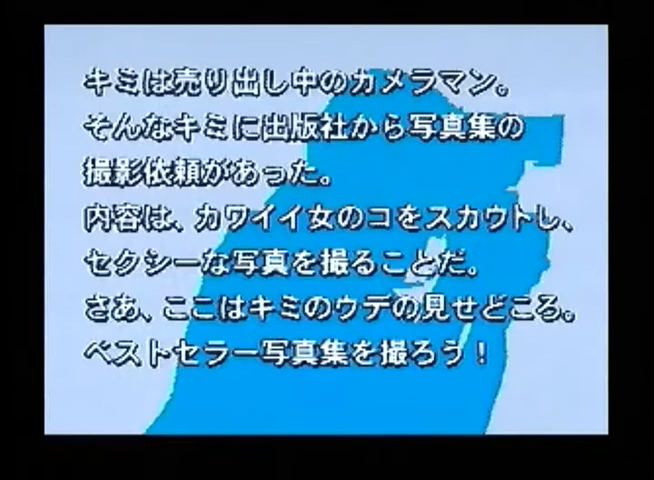 キミは売り出し中のカメラマン。
そんなキミに出版社から写真集の
撮影依頼があった。
内容は、カワイイ女のコをスカウトし、
セクシーな写真を撮ることだ。
さあ、ここはキミのウデの見せどころ。
ベストセラー写真集を撮ろう！